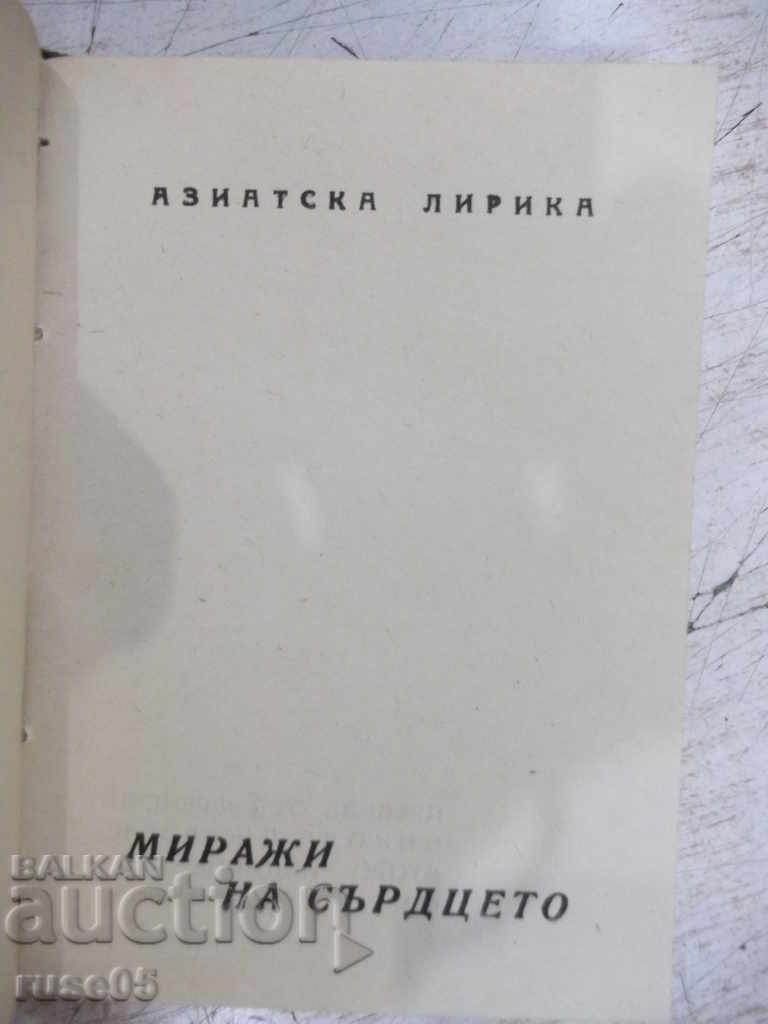 АЗИАТСКА ЛИРИКА
МИРАЖИ
НА СЪРДЦЕТО
BALKAN
auction
ruse05